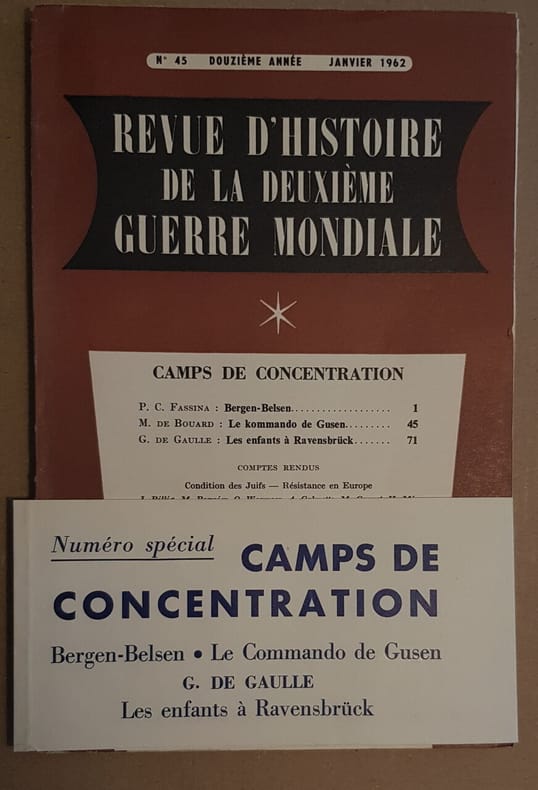 N° 45 DOUZIÈME ANNÉE JANVIER 1962
REVUE D'HISTOIRE
DE LA DEUXIÈME
GUERRE MONDIALE
CAMPS DE CONCENTRATION
P. C. FASSINA : Bergen-Belsen................... 1
M. DE BOUARD : Le kommando de Gusen......... 45
G. DE GAULLE : Les enfants à Ravensbrück....... 71
COMPTES RENDUS
Condition des Juifs — Résistance en Europe
Numéro spécial CAMPS DE
CONCENTRATION
Bergen-Belsen • Le Commando de Gusen
G. DE GAULLE
Les enfants à Ravensbrück